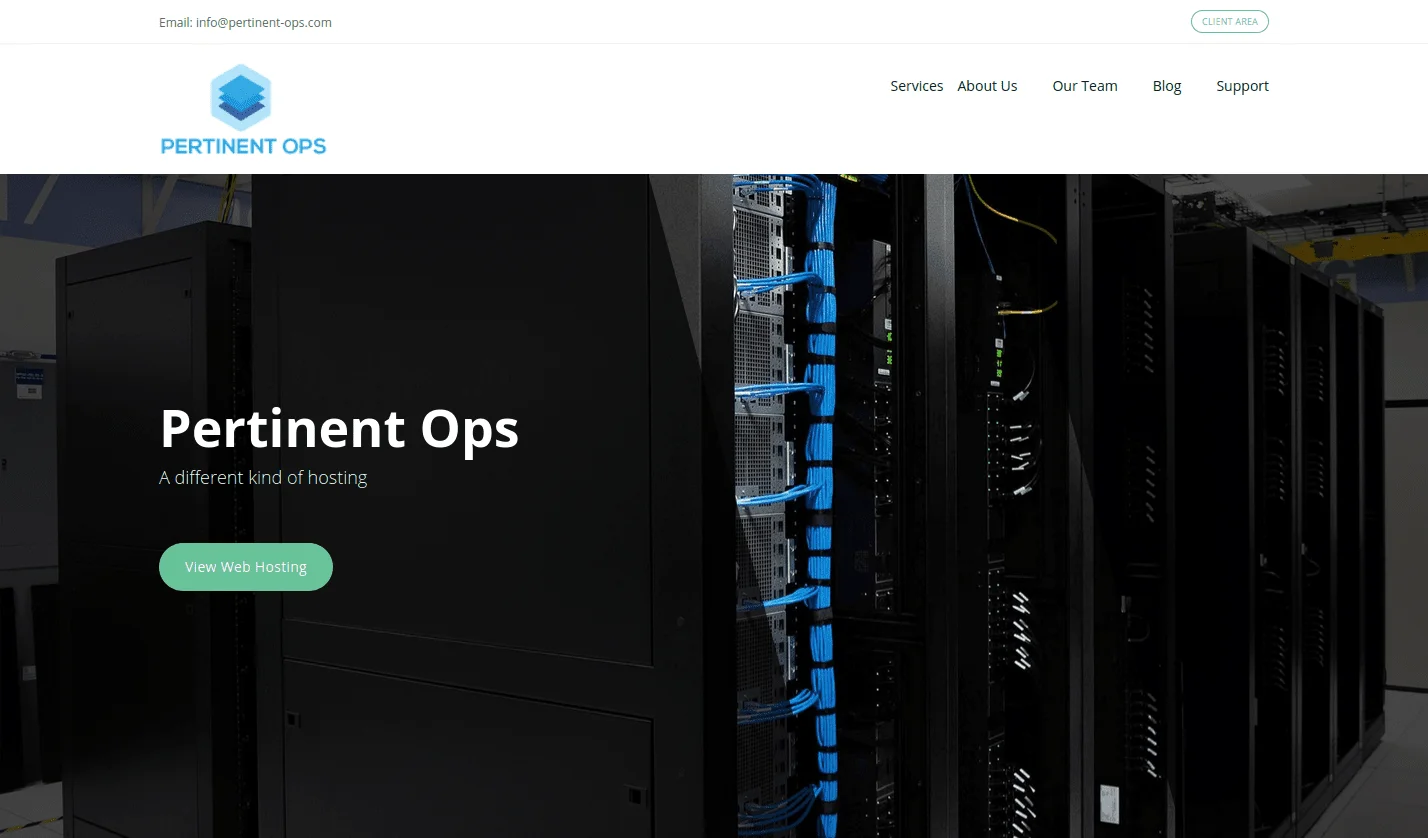 Email: info@pertinent-ops.com
CLIENT AREA
PERTINENT OPS
Services About Us Our Team Blog Support
Pertinent Ops
A different kind of hosting
View Web Hosting